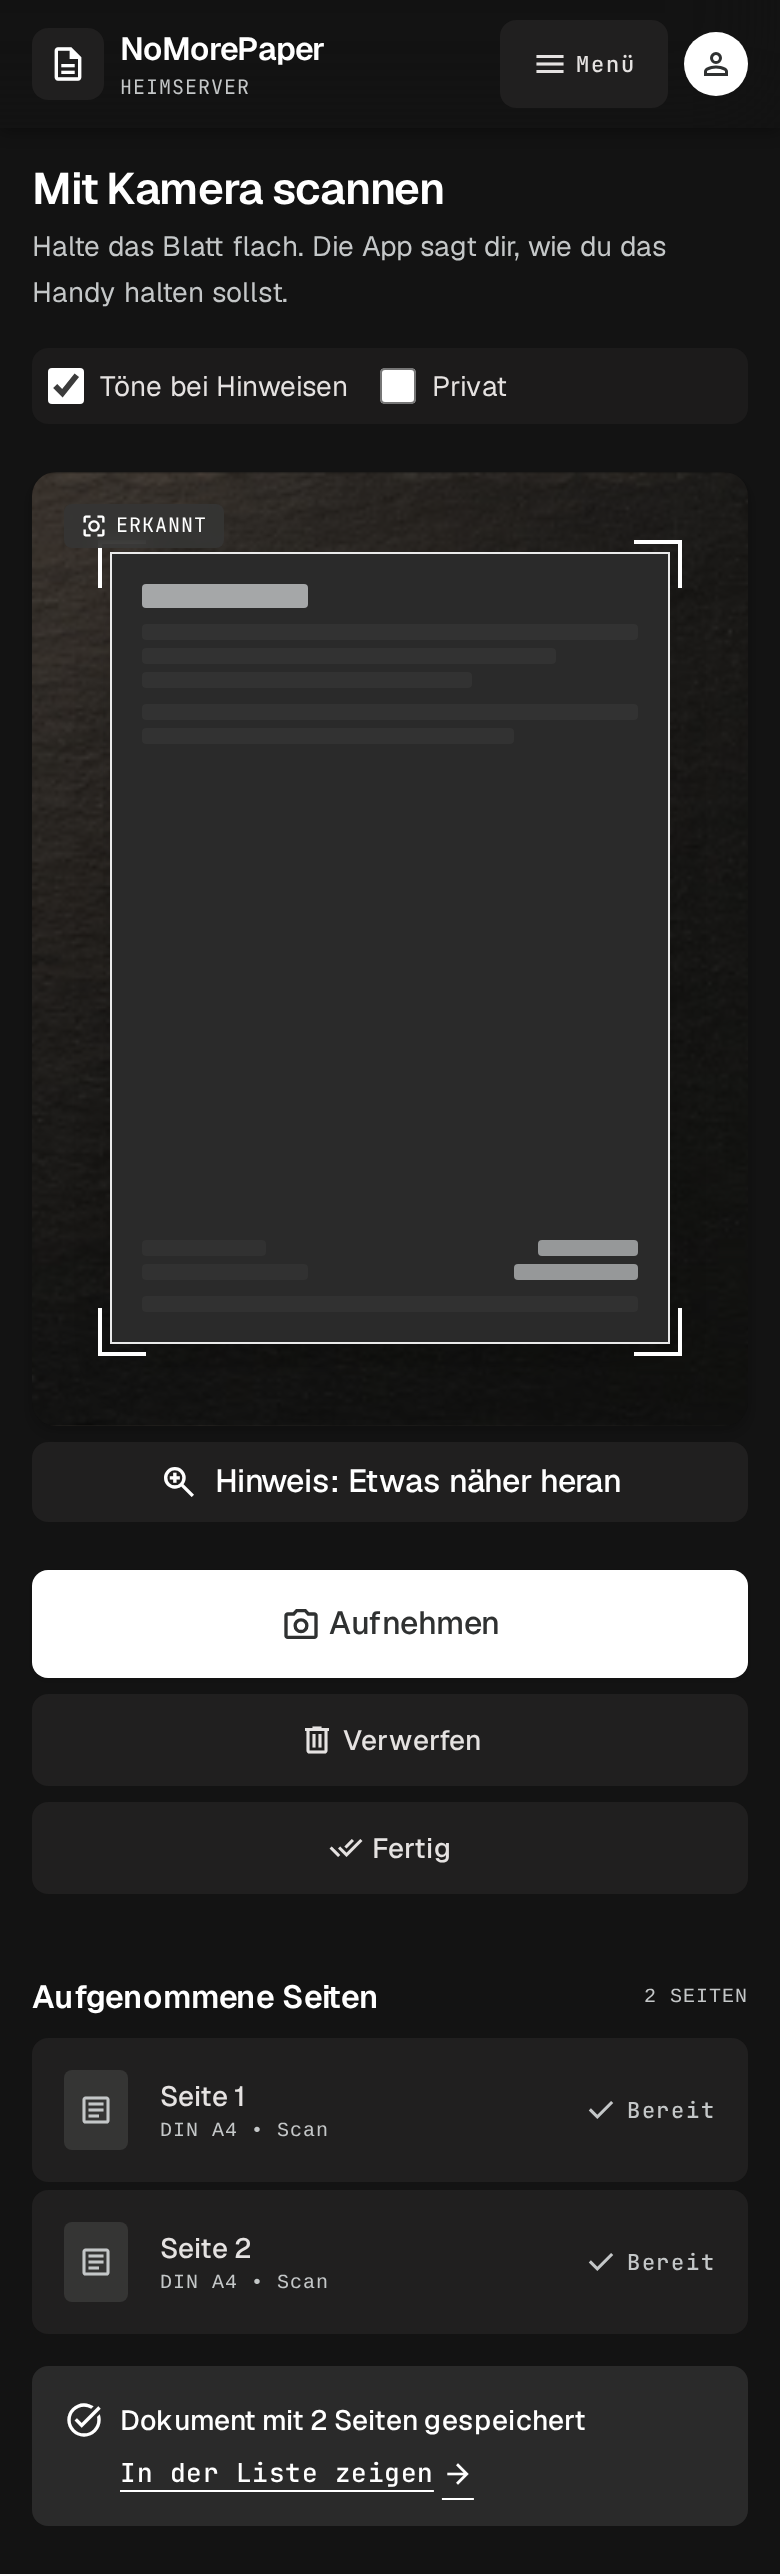 NoMorePaper
HEIMSERVER
Menü
Mit Kamera scannen
Halte das Blatt flach. Die App sagt dir, wie du das
Handy halten sollst.
Töne bei Hinweisen
Privat
ERKANNT
Hinweis: Etwas näher heran
Aufnehmen
Verwerfen
Fertig
Aufgenommene Seiten
2 SEITEN
Seite 1
DIN A4 • Scan
Bereit
Seite 2
DIN A4 • Scan
Bereit
Dokument mit 2 Seiten gespeichert
In der Liste zeigen →